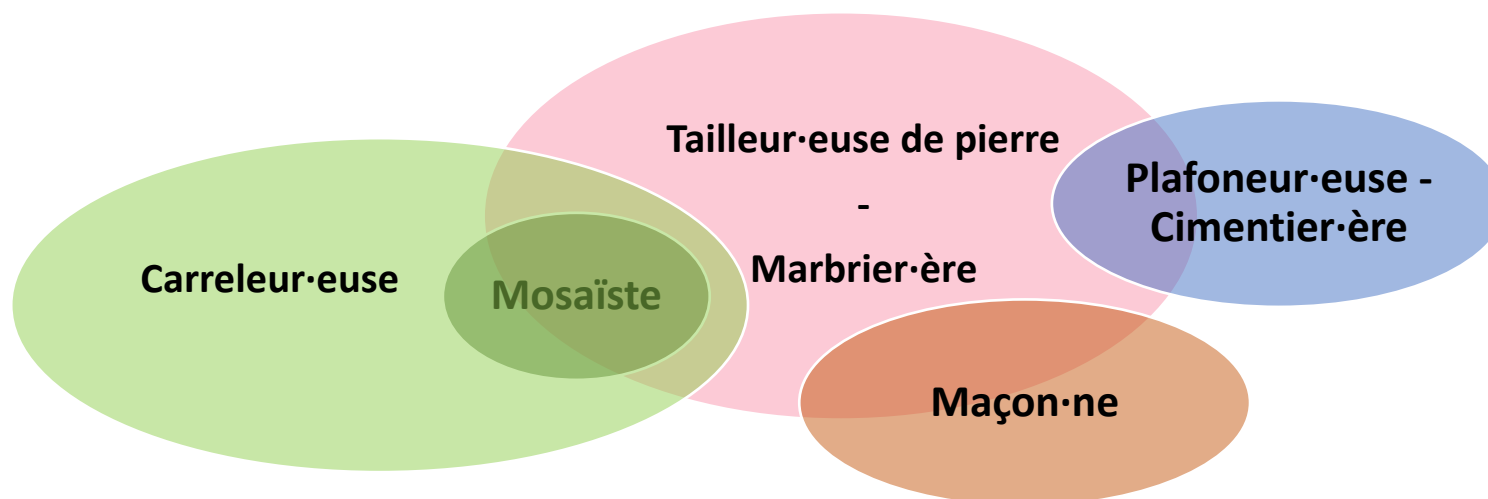 Tailleur·euse de pierre
-
Marbrier·ère
Plafoneur·euse -
Cimentier·ère
Carreleur·euse
Mosaïste
Maçon·ne